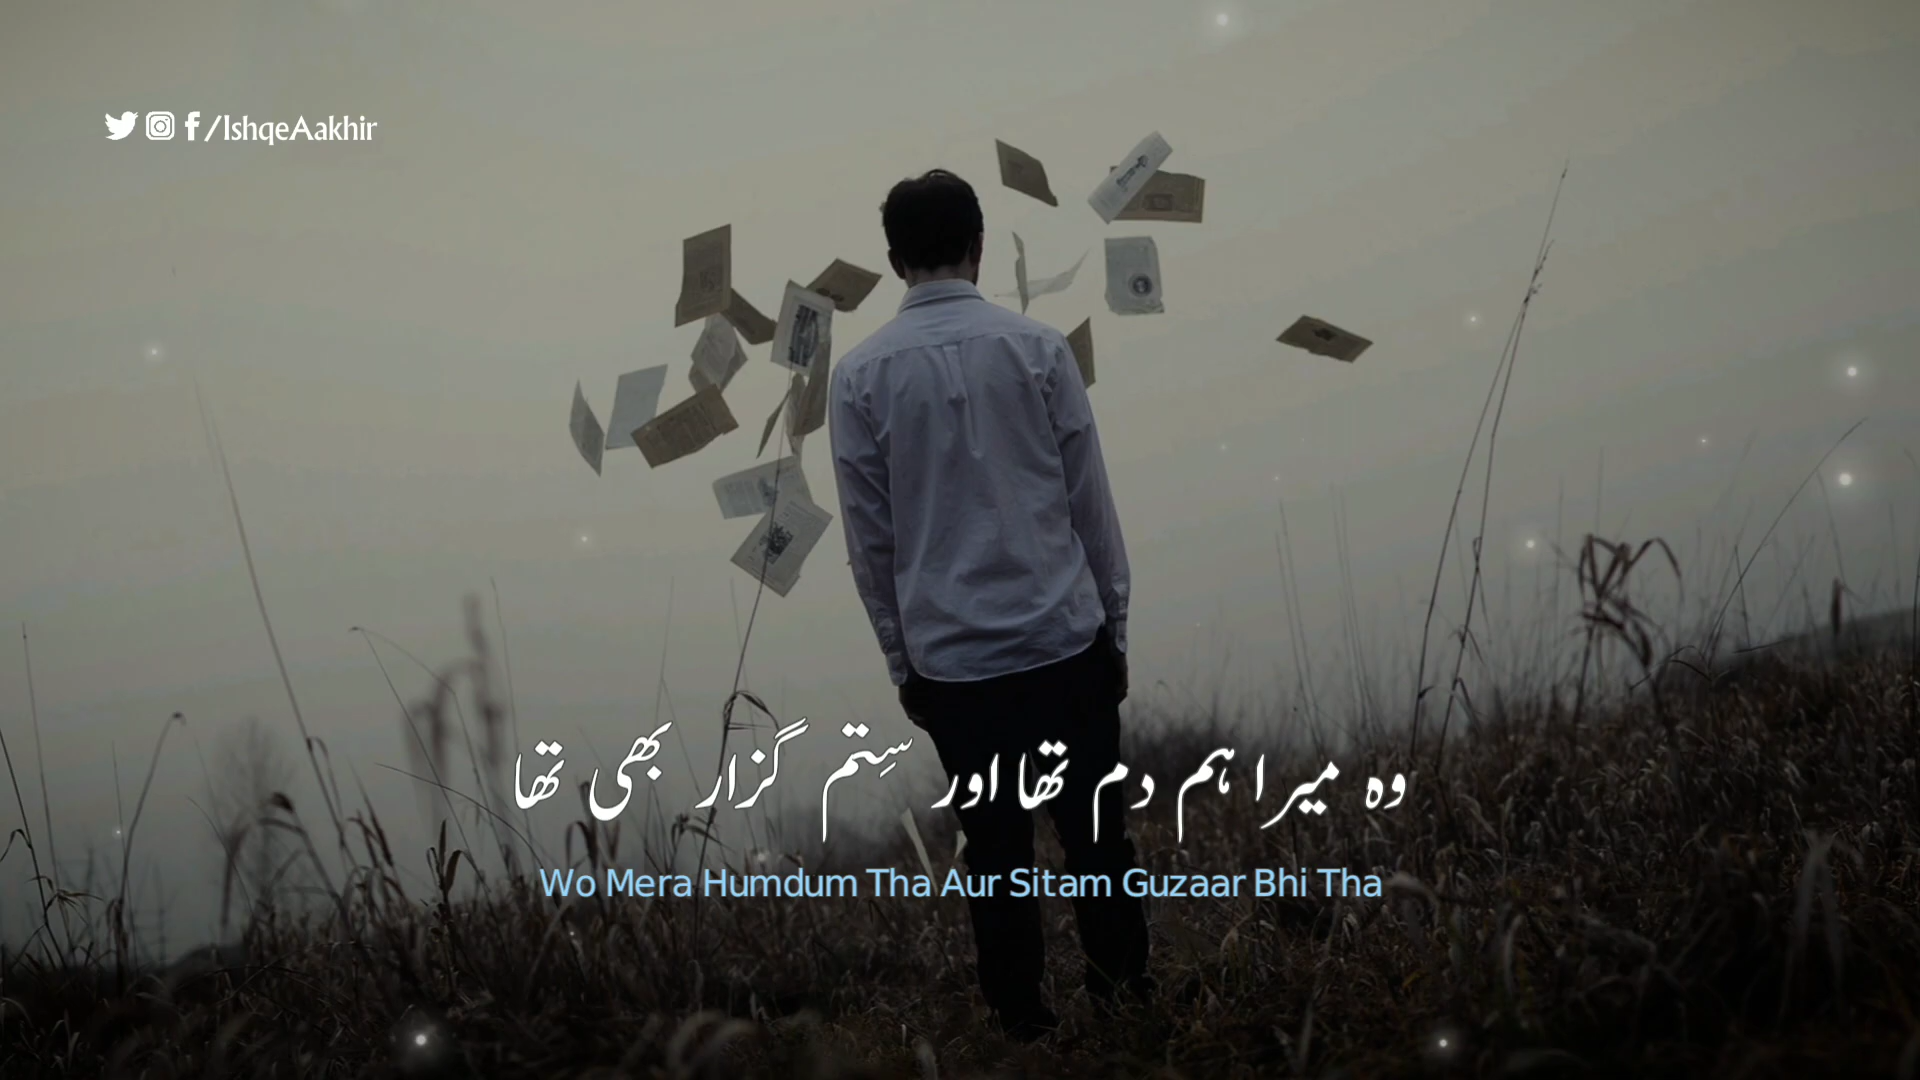 /IshqeAakhir
وہ میرا ہم دم تھا اور سِتم گزار بھی تھا
Wo Mera Humdum Tha Aur Sitam Guzaar Bhi Tha